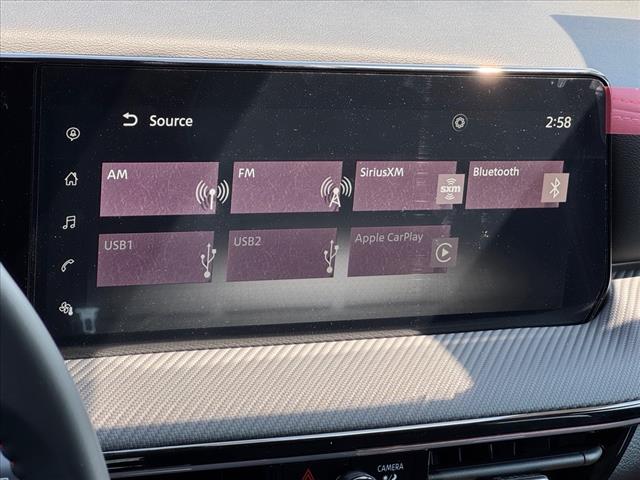 Source
2:58
AM
FM
A
SiriusXM
sxm
Bluetooth
USB1
USB2
Apple CarPlay
CAMERA